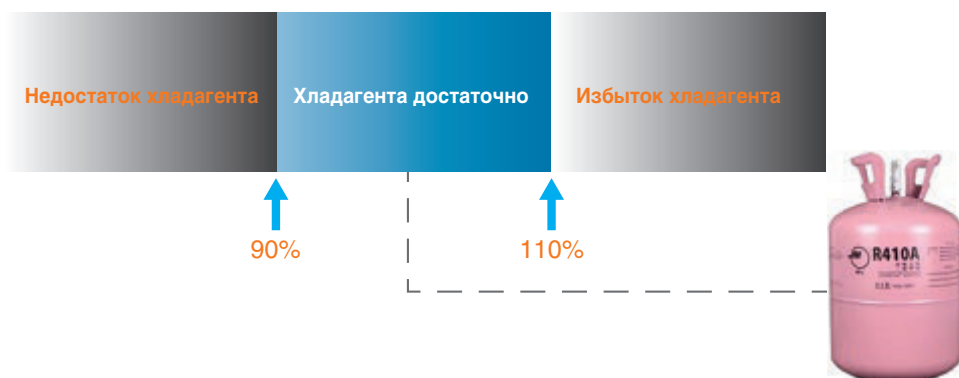 Недостаток хладагента
Хладагента достаточно
Избыток хладагента
90%
110%
R410A